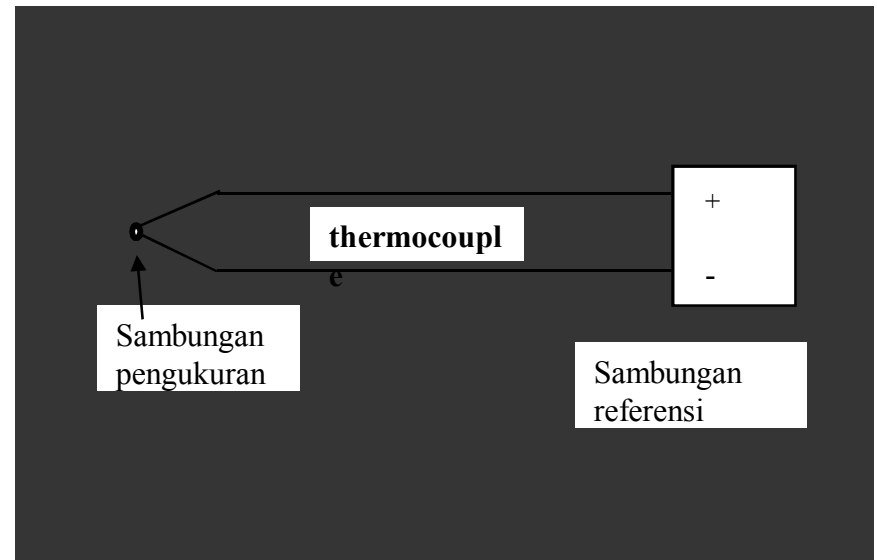 +
thermocoupl
e
-
Sambungan
pengukuran
Sambungan
referensi